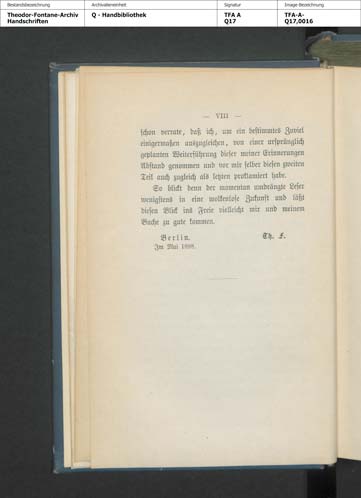 Bestandsbezeichnung
Theodor-Fontane-Archiv
Handschriften
Archivalieneinheit
Q - Handbibliothek
Signatur
TFA A
Q17
Image Bezeichnung
TFA-A-
Q17,0016
— VIII —
schon verrate, daß ich, um ein bestimmtes Zuviel
einigermaßen auszugleichen, von einer ursprünglich
geplanten Weiterführung dieser meiner Erinnerungen
Abstand genommen und vor mir selber diesen zweiten
Teil auch zugleich als letzten proklamiert habe.
So blickt denn der momentan umdrängte Leser
wenigstens in eine wolkenlose Zukunft und läßt
diesen Blick ins Freie vielleicht mir und meinem
Buche zu gute kommen.
Berlin.
Im Mai 1898.
Th. F.